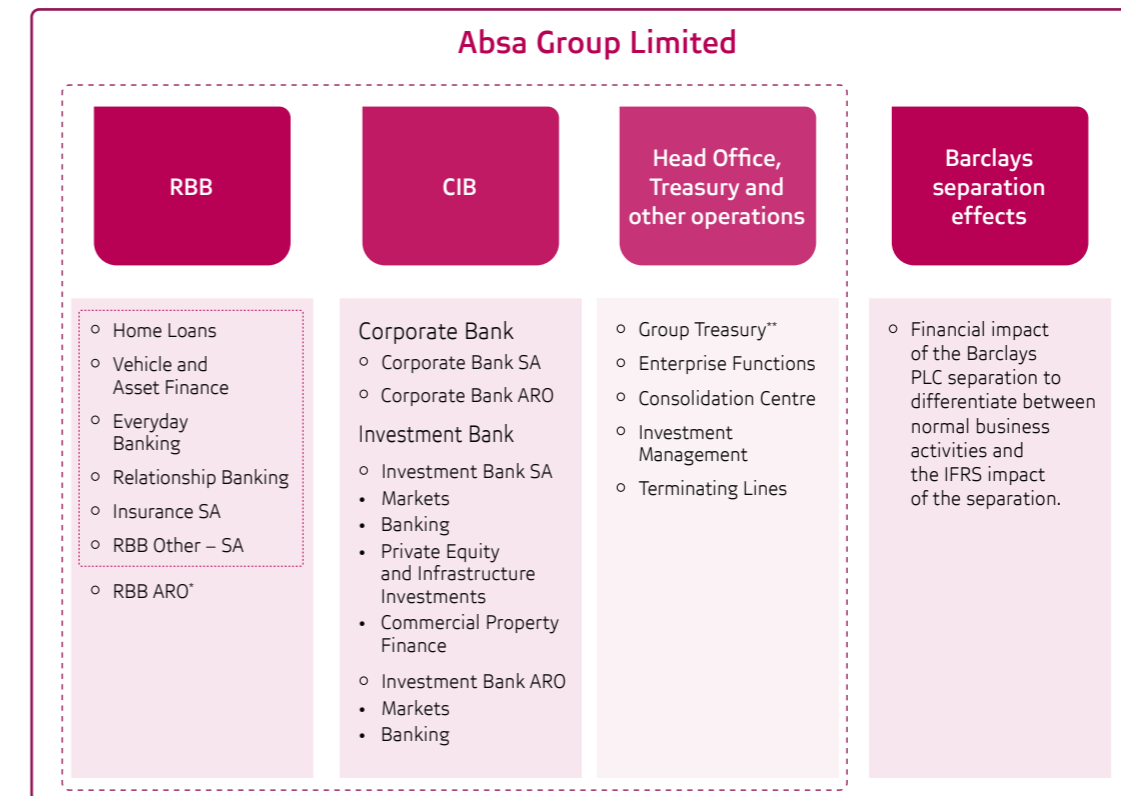 Absa Group Limited
RBB
○ Home Loans
○ Vehicle and
Asset Finance
○ Everyday
Banking
○ Relationship Banking
○ Insurance SA
○ RBB Other – SA
○ RBB ARO*
CIB
Corporate Bank
○ Corporate Bank SA
○ Corporate Bank ARO
Investment Bank
○ Investment Bank SA
• Markets
• Banking
• Private Equity
and Infrastructure
Investments
• Commercial Property
Finance
○ Investment Bank ARO
• Markets
• Banking
Head Office,
Treasury and
other operations
○ Group Treasury**
○ Enterprise Functions
○ Consolidation Centre
○ Investment
Management
○ Terminating Lines
Barclays
separation
effects
○ Financial impact
of the Barclays
PLC separation to
differentiate between
normal business
activities and
the IFRS impact
of the separation.